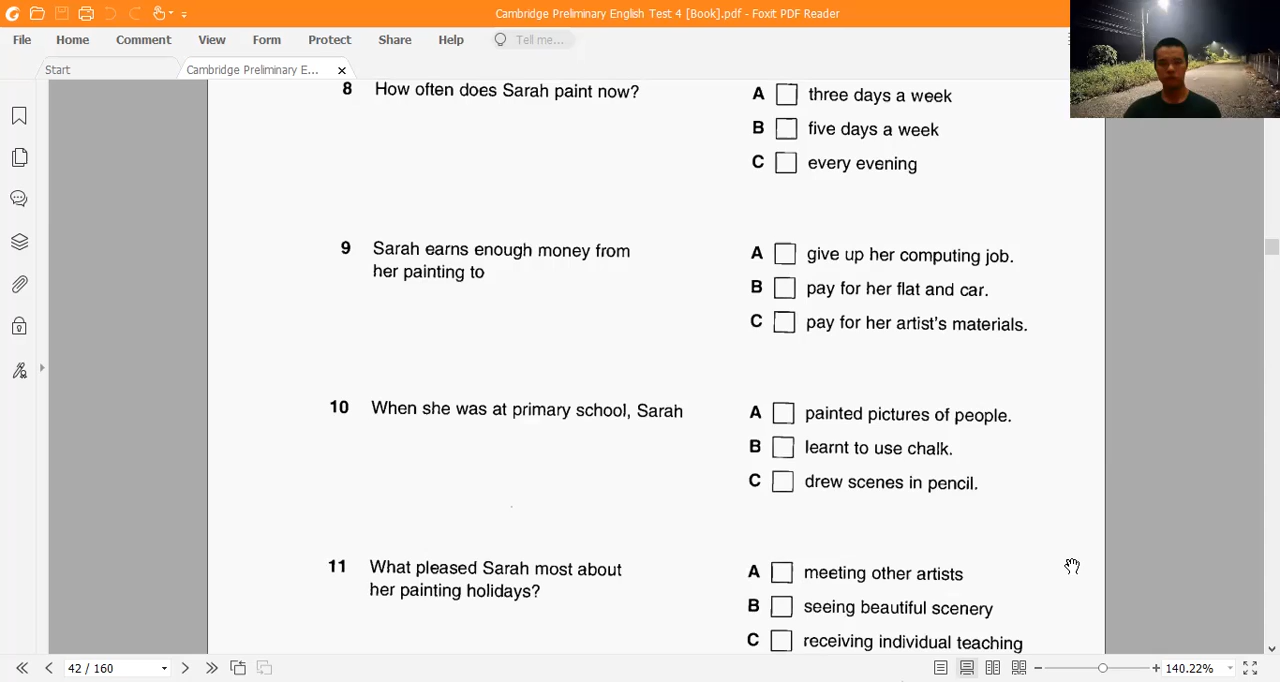 Cambridge Preliminary English Test 4 [Book].pdf - Foxit PDF Reader
File Home Comment View Form Protect Share Help Tell me...
Start Cambridge Preliminary E...
8 How often does Sarah paint now?
A three days a week
B five days a week
C every evening
9 Sarah earns enough money from
her painting to
A give up her computing job.
B pay for her flat and car.
C pay for her artist's materials.
10 When she was at primary school, Sarah
A painted pictures of people.
B learnt to use chalk.
C drew scenes in pencil.
11 What pleased Sarah most about
her painting holidays?
A meeting other artists
B seeing beautiful scenery
C receiving individual teaching
42 / 160
140.22%